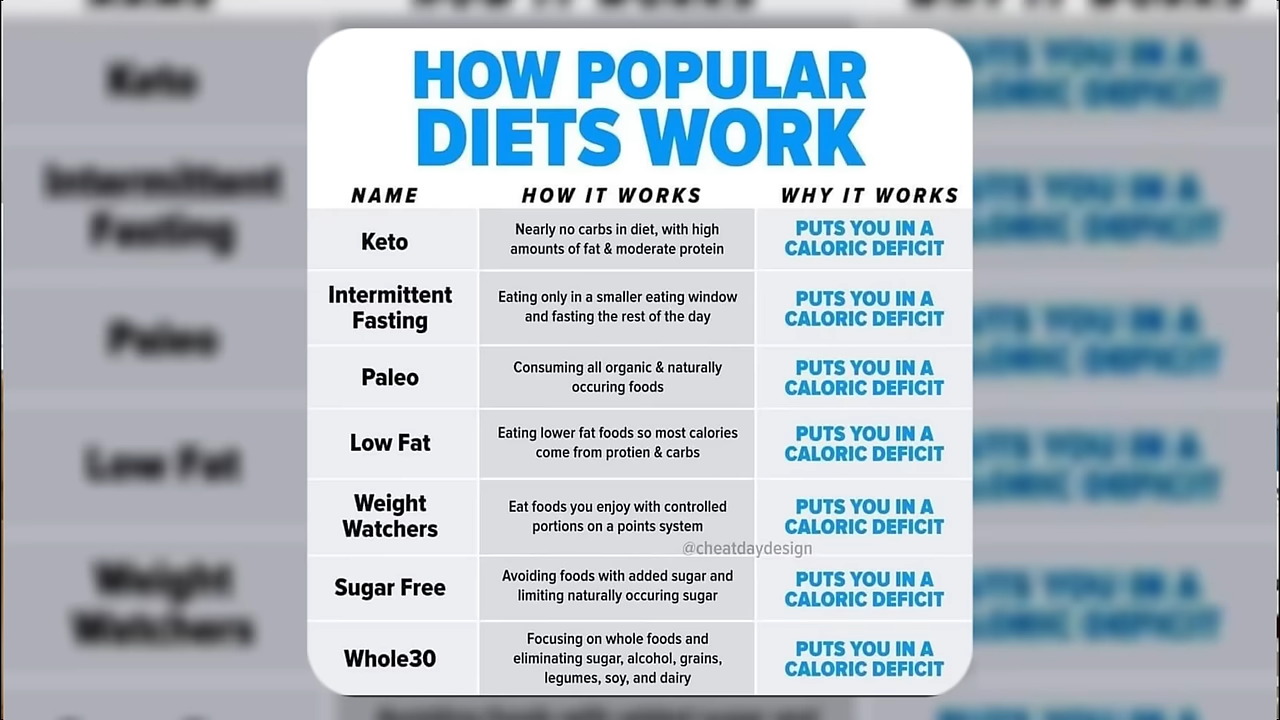 HOW POPULAR
DIETS WORK
NAME
HOW IT WORKS
WHY IT WORKS
Keto
Nearly no carbs in diet, with high
amounts of fat & moderate protein
PUTS YOU IN A
CALORIC DEFICIT
Intermittent
Fasting
Eating only in a smaller eating window
and fasting the rest of the day
PUTS YOU IN A
CALORIC DEFICIT
Paleo
Consuming all organic & naturally
occuring foods
PUTS YOU IN A
CALORIC DEFICIT
Low Fat
Eating lower fat foods so most calories
come from protien & carbs
PUTS YOU IN A
CALORIC DEFICIT
Weight
Watchers
Eat foods you enjoy with controlled
portions on a points system
PUTS YOU IN A
CALORIC DEFICIT
@cheatdaydesign
Sugar Free
Avoiding foods with added sugar and
limiting naturally occuring sugar
PUTS YOU IN A
CALORIC DEFICIT
Whole30
Focusing on whole foods and
eliminating sugar, alcohol, grains,
legumes, soy, and dairy
PUTS YOU IN A
CALORIC DEFICIT